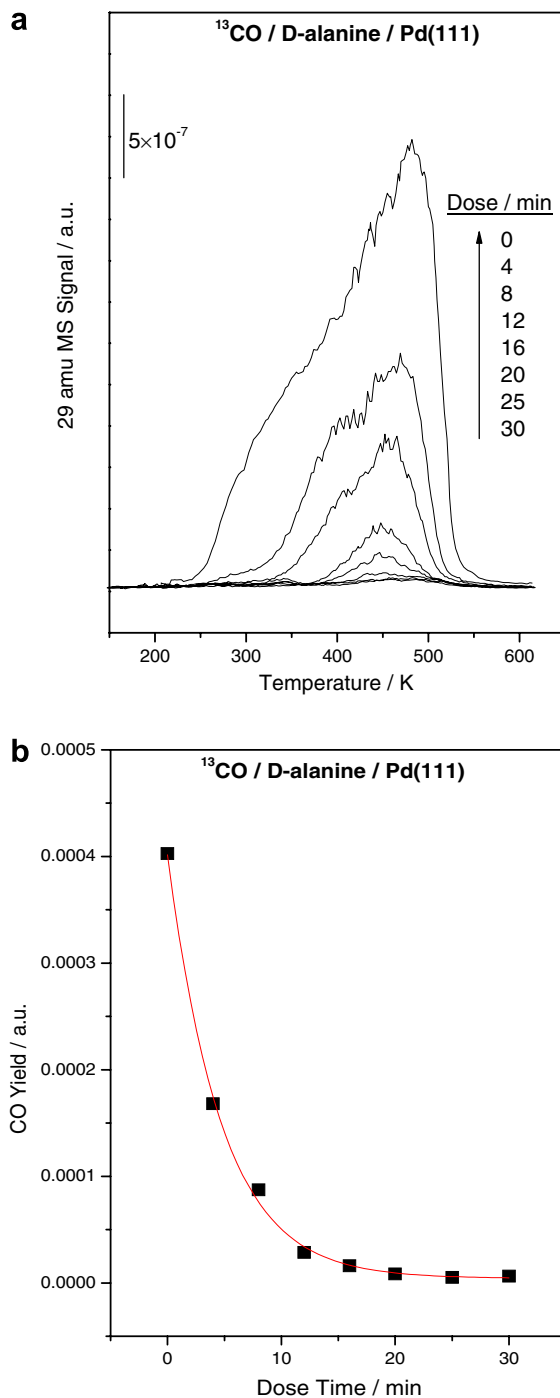 a
¹³CO / D-alanine / Pd(111)
5×10⁻⁷
29 amu MS Signal / a.u.
Dose / min
0
4
8
12
16
20
25
30
200 300 400 500 600
Temperature / K
b
¹³CO / D-alanine / Pd(111)
0.0005
0.0004
0.0003
0.0002
0.0001
0.0000
CO Yield / a.u.
0 10 20 30
Dose Time / min